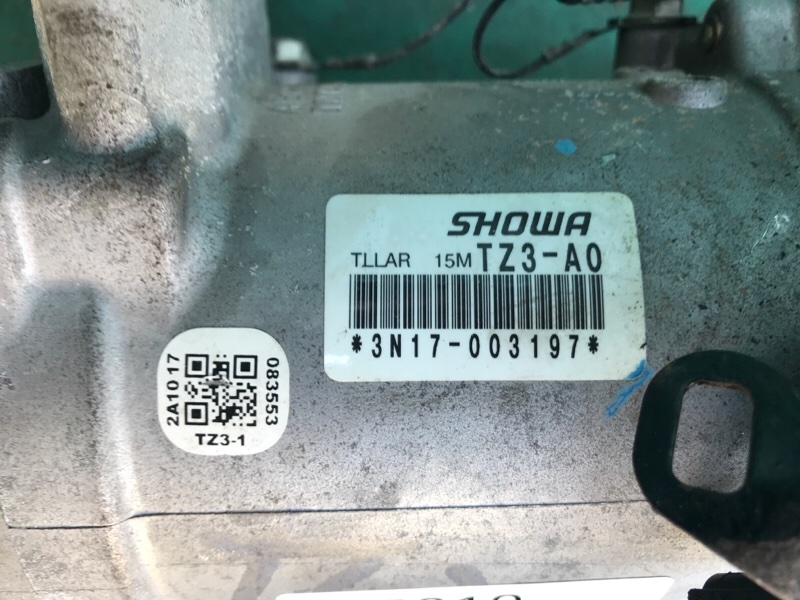 SHOWA
TLLAR 15M TZ3-A0
*3N17-003197*
2A1017
083553
TZ3-1